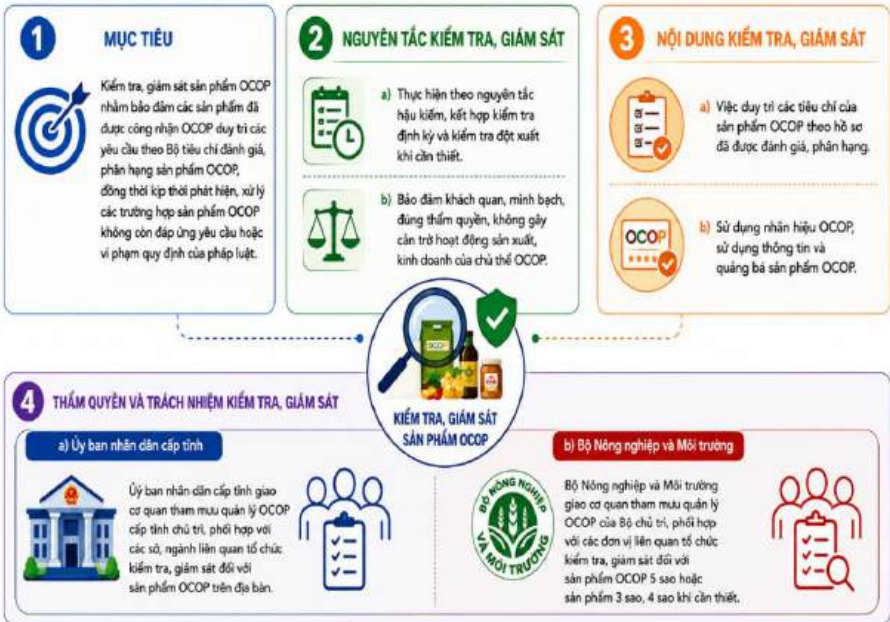 1 MỤC TIÊU
Kiểm tra, giám sát sản phẩm OCOP
nhằm bảo đảm các sản phẩm đã
được công nhận OCOP duy trì các
yêu cầu theo Bộ tiêu chí đánh giá,
phân hạng sản phẩm OCOP,
đồng thời kịp thời phát hiện, xử lý
các trường hợp sản phẩm OCOP
không còn đáp ứng yêu cầu hoặc
vi phạm quy định của pháp luật.
2 NGUYÊN TẮC KIỂM TRA, GIÁM SÁT
a) Thực hiện theo nguyên tắc
hậu kiểm, kết hợp kiểm tra
định kỳ và kiểm tra đột xuất
khi cần thiết.
b) Bảo đảm khách quan, minh bạch,
đúng thẩm quyền, không gây
cản trở hoạt động sản xuất,
kinh doanh của chủ thể OCOP.
3 NỘI DUNG KIỂM TRA, GIÁM SÁT
a) Việc duy trì các tiêu chí của
sản phẩm OCOP theo hồ sơ
đã được đánh giá, phân hạng.
OCOP
b) Sử dụng nhãn hiệu OCOP,
sử dụng thông tin và
quảng bá sản phẩm OCOP.
OCOP
KIỂM TRA, GIÁM SÁT
SẢN PHẨM OCOP
4 THẨM QUYỀN VÀ TRÁCH NHIỆM KIỂM TRA, GIÁM SÁT
a) Ủy ban nhân dân cấp tỉnh
Ủy ban nhân dân cấp tỉnh giao
cơ quan tham mưu quản lý OCOP
cấp tỉnh chủ trì, phối hợp với
các sở, ngành liên quan tổ chức
kiểm tra, giám sát đối với
sản phẩm OCOP trên địa bàn.
b) Bộ Nông nghiệp và Môi trường
BỘ NÔNG NGHIỆP
VÀ MÔI TRƯỜNG
Bộ Nông nghiệp và Môi trường
giao cơ quan tham mưu quản lý
OCOP của Bộ chủ trì, phối hợp
với các đơn vị liên quan tổ chức
kiểm tra, giám sát đối với
sản phẩm OCOP 5 sao hoặc
sản phẩm 3 sao, 4 sao khi cần thiết.